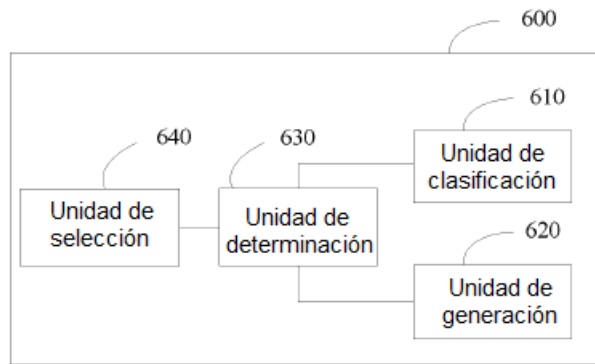 600
610
640
630
Unidad de
clasificación
Unidad de
selección
Unidad de
determinación
620
Unidad de
generación